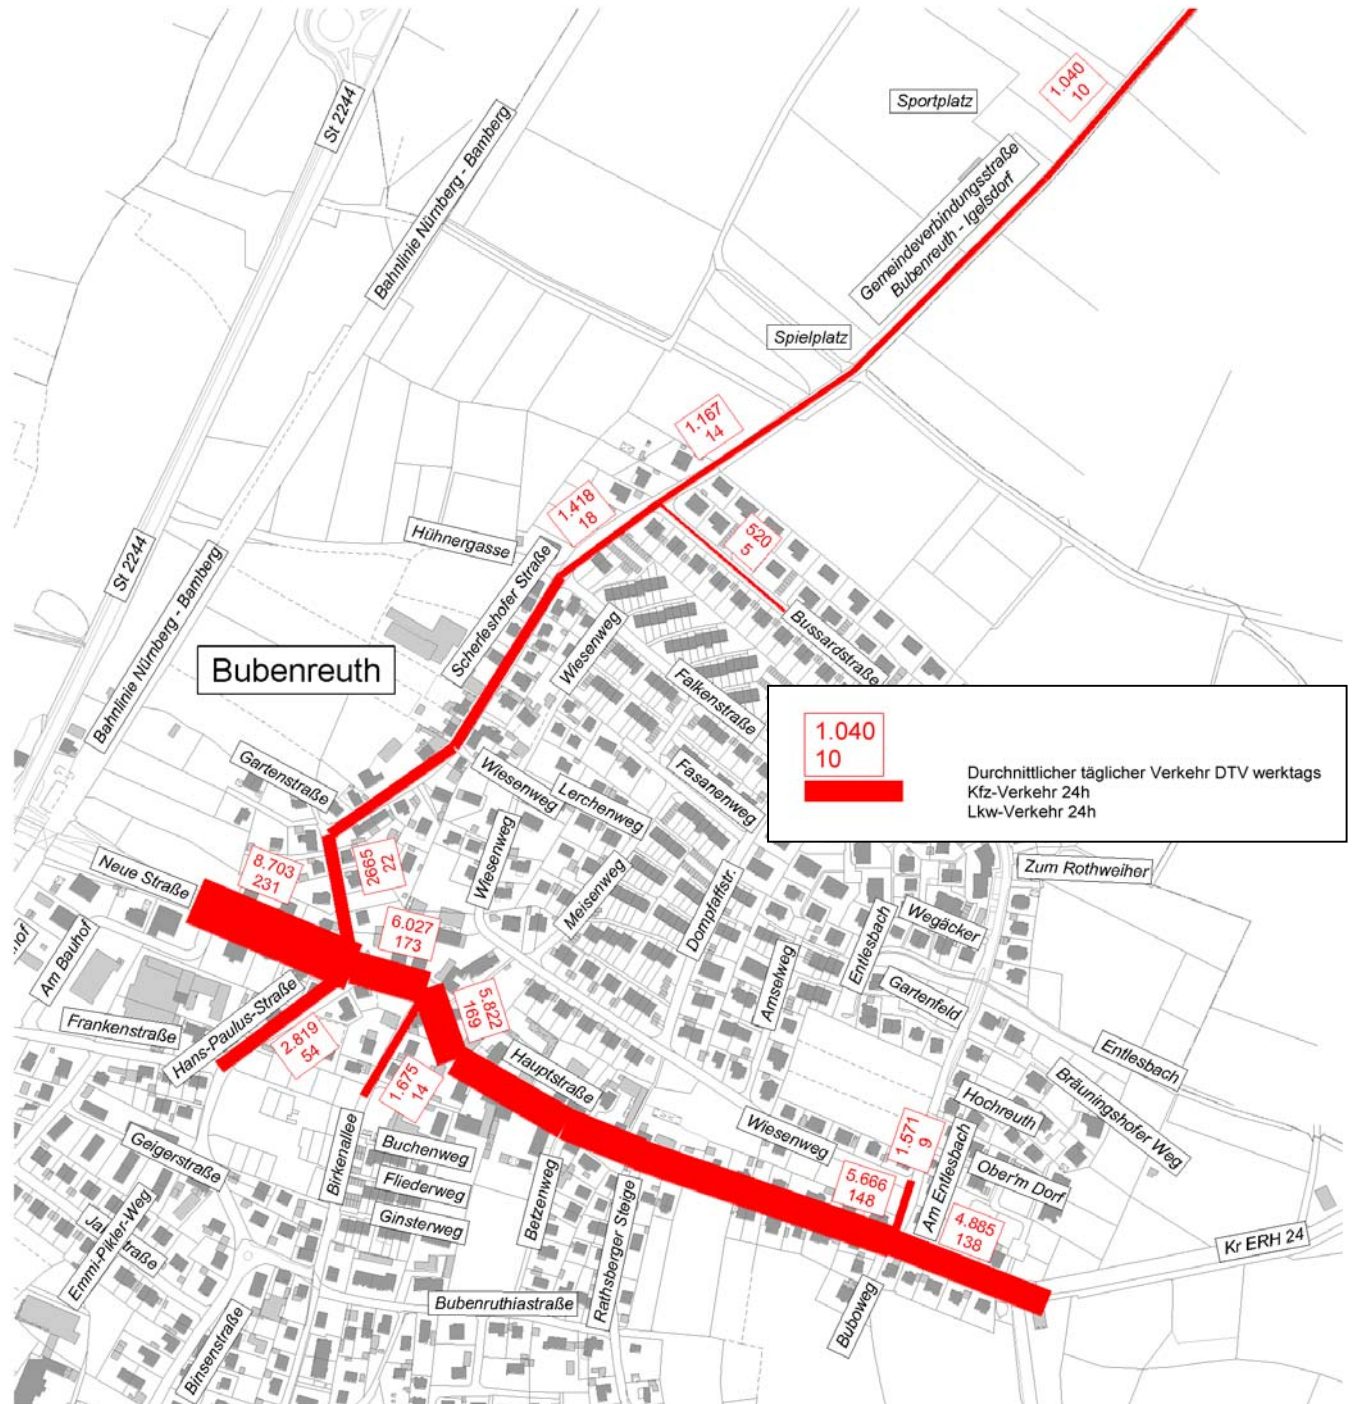 1.040
10
Sportplatz
St 2244
Bahnlinie Nürnberg - Bamberg
Gemeindeverbindungsstraße
Bubenreuth - Igelsdorf
Spielplatz
1.167
14
1.418
18
520
5
Hühnergasse
St 2244
Bahnlinie Nürnberg - Bamberg
Scherleshofer Straße
Wiesenweg
Bussardstraße
Bubenreuth
Falkenstraße
1.040
10
Durchnittlicher täglicher Verkehr DTV werktags
Kfz-Verkehr 24h
Lkw-Verkehr 24h
Gartenstraße
Wiesenweg
Lerchenweg
Fasanenweg
Wiesenweg
Meisenweg
Neue Straße
8.703
231
2665
22
6.027
173
Dompfaffstr.
Zum Rothweiher
Wegäcker
Entlesbach
Gartenfeld
Amselweg
hof
Am Bauhof
Frankenstraße
Hans-Paulus-Straße
2.819
54
5.822
169
1.675
14
Hauptstraße
Entlesbach
Bräuningshofer Weg
Hochreuth
Wiesenweg
1.571
9
Am Entlesbach
Ober'm Dorf
Geigerstraße
Birkenallee
Buchenweg
Fliederweg
Ginsterweg
Betzenweg
Rathsberger Steige
5.666
148
4.885
138
Kr ERH 24
Emmi-Pikler-Weg
Ja
traße
Bubenruthiastraße
Buboweg
Binsenstraße